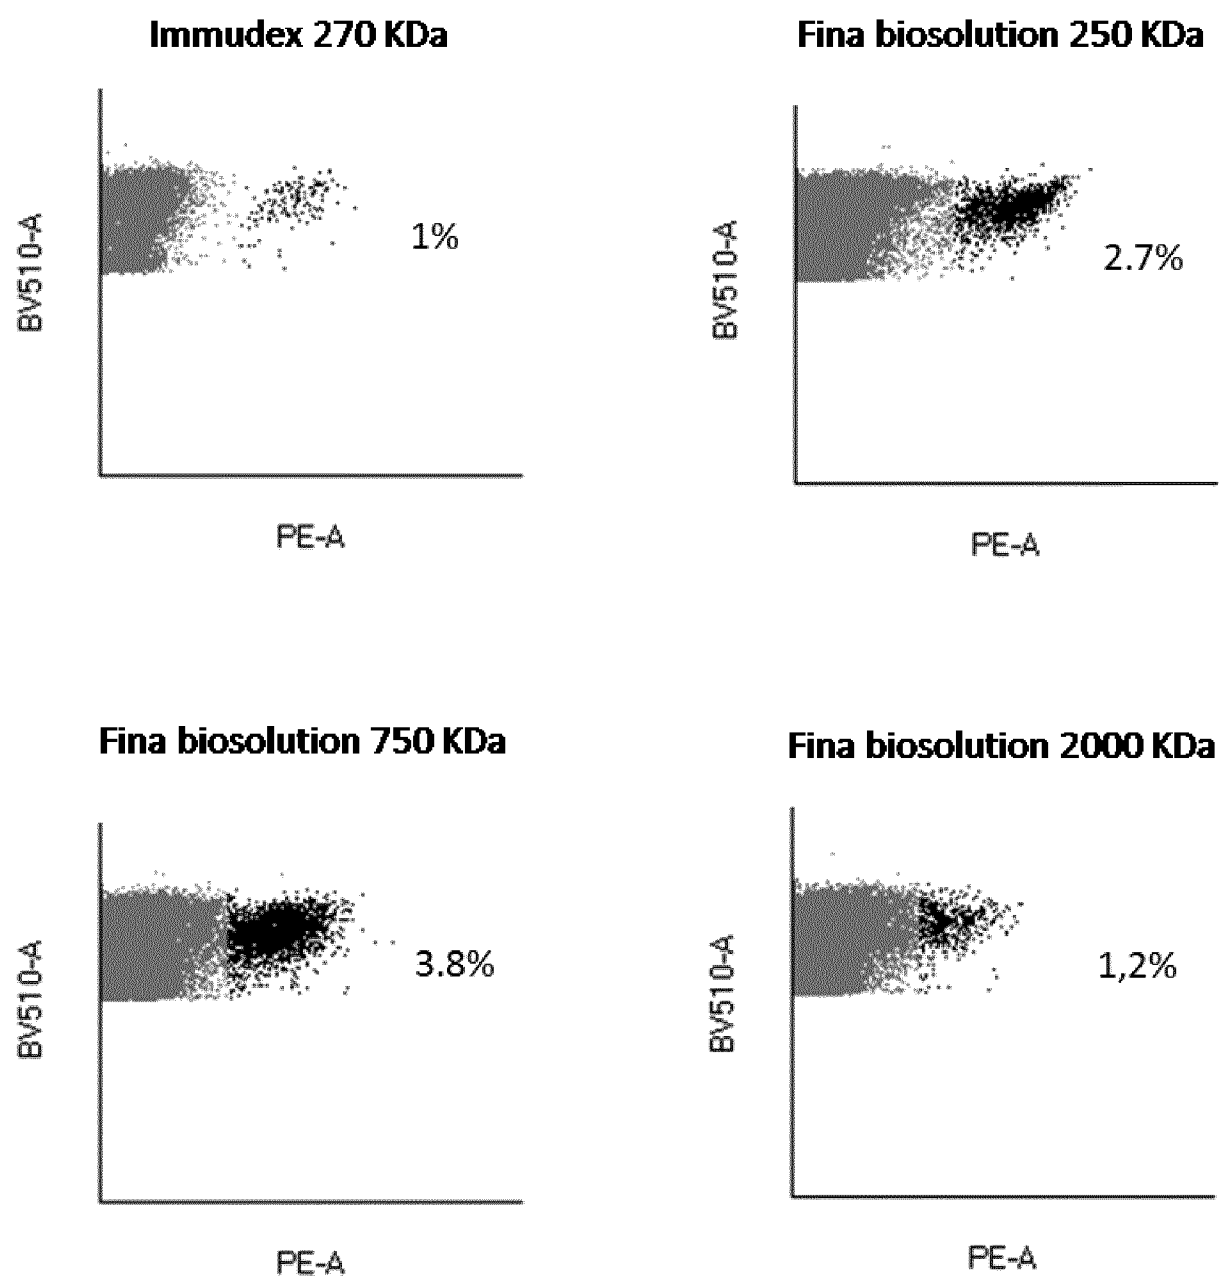 Immudex 270 KDa
BV510-A
1%
PE-A
Fina biosolution 250 KDa
BV510-A
2.7%
PE-A
Fina biosolution 750 KDa
BV510-A
3.8%
PE-A
Fina biosolution 2000 KDa
BV510-A
1,2%
PE-A